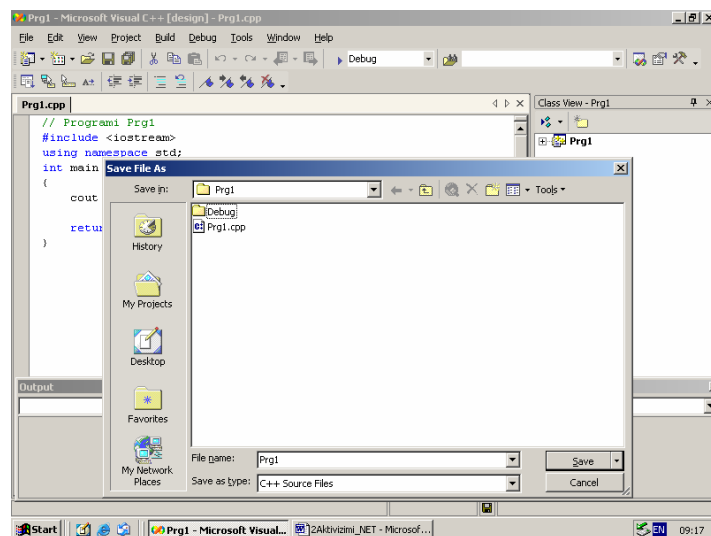 Prg1 - Microsoft Visual C++ [design] - Prg1.cpp
File Edit View Project Build Debug Tools Window Help
Debug
Prg1.cpp
Class View - Prg1
// Programi Prg1
#include <iostream>
using namespace std;
Prg1
int main
Save File As
{
Save in:
Prg1
Tools
cout
Debug
Prg1.cpp
retur
}
History
My Projects
Desktop
Output
Favorites
My Network
Places
File name:
Prg1
Save
Save as type:
C++ Source Files
Cancel
Start
Prg1 - Microsoft Visual...
2Aktivizimi_NET - Microsof...
EN
09:17